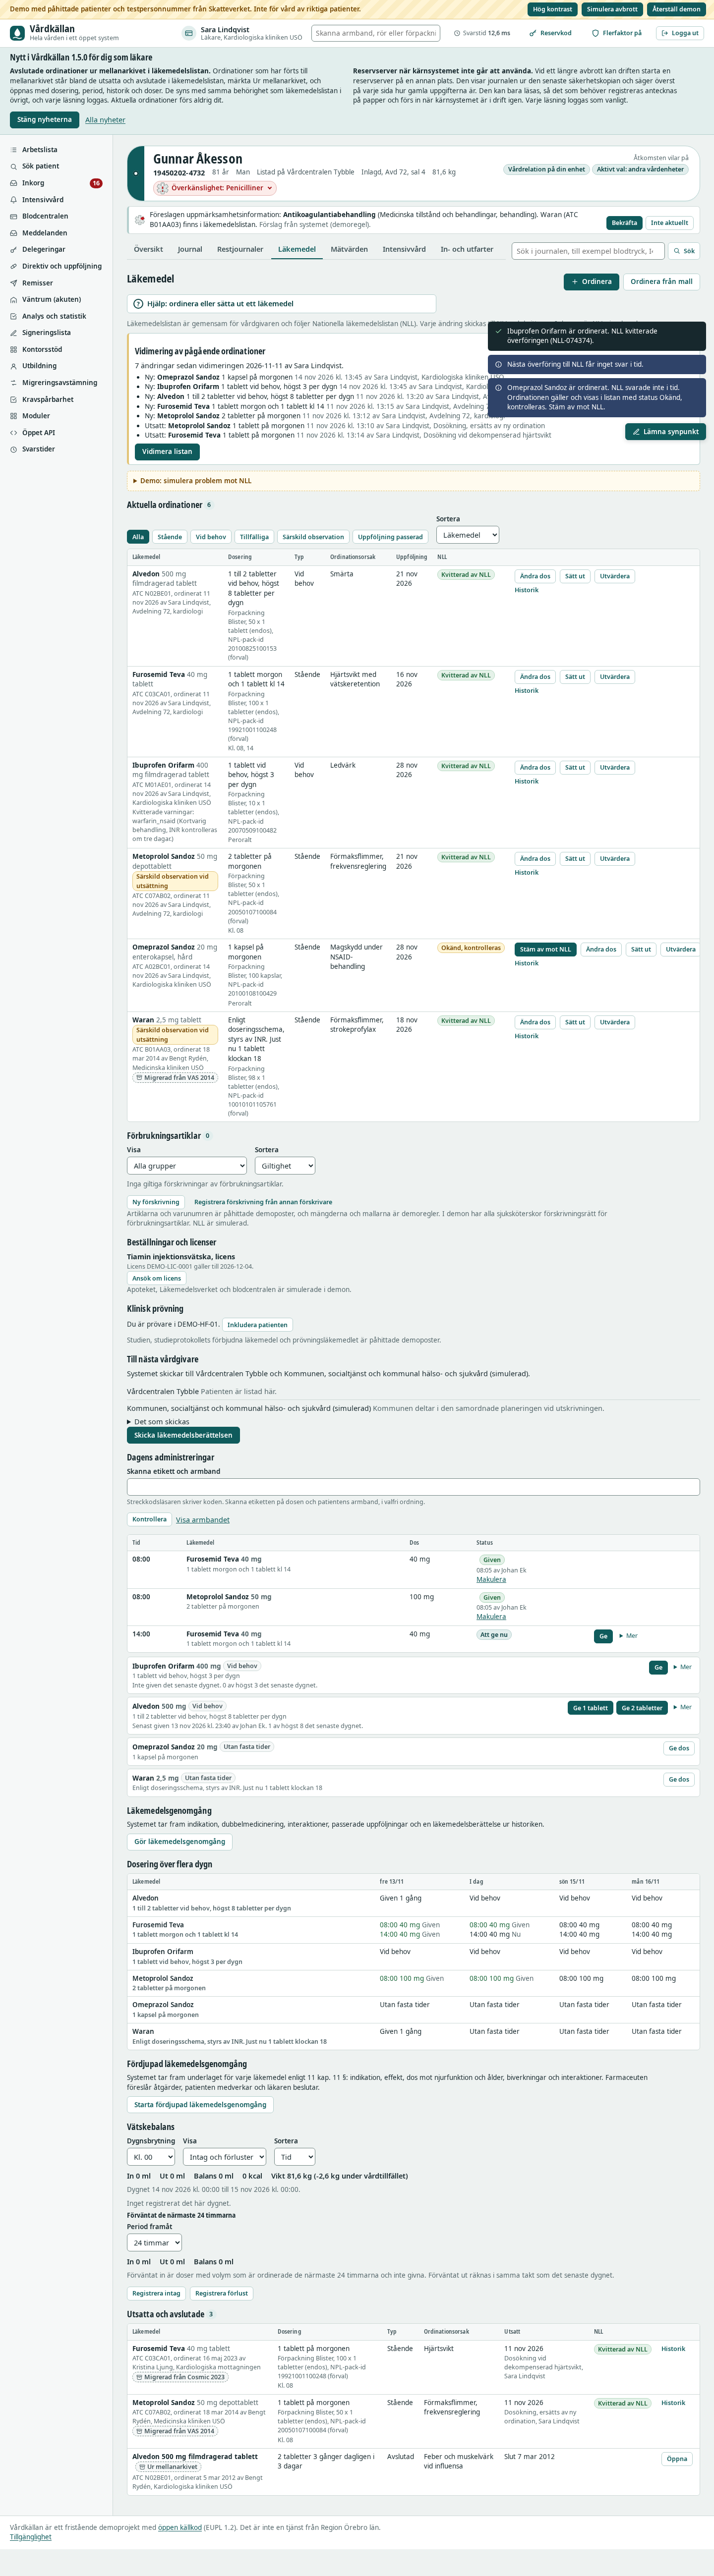 Demo med påhittade patienter och testpersonnummer från Skatteverket. Inte för vård av riktiga patienter.
Hög kontrast
Simulera avbrott
Återställ demon
Vårdkällan
Hela vården i ett öppet system
Sara Lindqvist
Läkare, Kardiologiska kliniken USÖ
Svarstid 12,6 ms
Reservkod
Flerfaktor på
Logga ut
Nytt i Vårdkällan 1.5.0 för dig som läkare
Avslutade ordinationer ur mellanarkivet i läkemedelslistan. Ordinationer som har förts till
mellanarkivet står bland de utsatta och avslutade i läkemedelslistan, märkta Ur mellanarkivet, och
öppnas med dosering, period, historik och doser. De syns inte i sammanställningar som läkemedelslistan i
övrigt, och varje läsning loggas. Aktuella ordinationer förs aldrig dit.
Reservserver när kärnsystemet inte går att använda. Vid ett längre avbrott kan driften starta en
reservserver på en annan plats. Den läser ur den senaste säkerhetskopian och säger överst
på varje sida hur gamla uppgifterna är. Där går det bara att läsa, så ordinationer antecknas
på papper och förs in när kärnsystemet är i drift igen. Varje läsning loggas som vanligt.
Stäng nyheterna
Alla nyheter
Arbetslista
Sök patient
Inkorg 16
Intensivvård
Blodcentralen
Meddelanden
Delegeringar
Direktiv och uppföljning
Remisser
Väntrum (akuten)
Analys och statistik
Signeringslista
Kontorsstöd
Utbildning
Migreringsavstämning
Kravspårbarhet
Moduler
Öppet API
Svarstider
Gunnar Åkesson
19450202-4732 81 år Man Listad på Vårdcentralen Tybble Inlagd, Avd 72, sal 4 81,6 kg
Överkänslighet: Penicilliner
Åtkomsten vilar på
Vårdrelation på din enhet
Aktivt val: andra vårdenheter
Föreslagen uppmärksamhetsinformation: Antikoagulantiabehandling (Medicinska tillstånd och behandlingar, behandling). Waran (ATC
B01AA03) finns i läkemedelslistan. Förslag från systemet (demoregel).
Bekräfta
Inte aktuellt
Översikt
Journal
Restjournaler
Läkemedel
Mätvärden
Intensivvård
In- och utfarter
Sök
Läkemedel
Ordinera
Ordinera från mall
Hjälp: ordinera eller sätta ut ett läkemedel
Ibuprofen Orifarm är ordinerat. NLL kvitterade
överföringen (NLL-074374).
Nästa överföring till NLL får inget svar i tid.
Omeprazol Sandoz är ordinerat. NLL svarade inte i tid.
Ordinationen gäller och visas i listan med status Okänd,
kontrolleras. Stäm av mot NLL.
Lämna synpunkt
Vidimering av pågående ordinationer
7 ändringar sedan vidimeringen 2026-11-11 av Sara Lindqvist.
Ny: Omeprazol Sandoz 1 kapsel på morgonen 14 nov 2026 kl. 13:45 av Sara Lindqvist, Kardiologiska kliniken USÖ
Ny: Ibuprofen Orifarm 1 tablett vid behov, högst 3 per dygn 14 nov 2026 kl. 13:45 av Sara Lindqvist,
Ny: Alvedon 1 till 2 tabletter vid behov, högst 8 tabletter per dygn 11 nov 2026 kl. 13:20 av Sara Lindqvist,
Ny: Furosemid Teva 1 tablett morgon och 1 tablett kl 14 11 nov 2026 kl. 13:15 av Sara Lindqvist, Avdelning
Ny: Metoprolol Sandoz 2 tabletter på morgonen 11 nov 2026 kl. 13:12 av Sara Lindqvist, Avdelning 72,
Utsatt: Metoprolol Sandoz 1 tablett på morgonen 11 nov 2026 kl. 13:10 av Sara Lindqvist, Dosökning, ersätts av ny ordination
Utsatt: Furosemid Teva 1 tablett på morgonen 11 nov 2026 kl. 13:14 av Sara Lindqvist, Dosökning vid dekompenserad hjärtsvikt
Vidimera listan
Demo: simulera problem mot NLL
Aktuella ordinationer 6
Alla
Stående
Vid behov
Tillfälliga
Särskild observation
Uppföljning passerad
Sortera
Läkemedel
Läkemedel Dosering Typ Ordinationsorsak Uppföljning NLL
Alvedon 500 mg
filmdragerad tablett
ATC N02BE01, ordinerat 11
nov 2026 av Sara Lindqvist,
Avdelning 72, kardiologi
1 till 2 tabletter
vid behov, högst
8 tabletter per
dygn
Förpackning
Blister, 50 x 1
tablett (endos),
NPL-pack-id
20100825100153
(förval)
Vid
behov
Smärta
21 nov
2026
Kvitterad av NLL
Ändra dos
Sätt ut
Utvärdera
Historik
Furosemid Teva 40 mg
tablett
ATC C03CA01, ordinerat 11
nov 2026 av Sara Lindqvist,
Avdelning 72, kardiologi
1 tablett morgon
och 1 tablett kl 14
Förpackning
Blister, 100 x 1
tabletter (endos),
NPL-pack-id
19921001100248
(förval)
Kl. 08, 14
Stående
Hjärtsvikt med
vätskeretention
16 nov
2026
Kvitterad av NLL
Ändra dos
Sätt ut
Utvärdera
Historik
Ibuprofen Orifarm 400
mg filmdragerad tablett
ATC M01AE01, ordinerat 14
nov 2026 av Sara Lindqvist,
Kardiologiska kliniken USÖ
Kvitterade varningar:
warfarin_nsaid (Kortvarig
behandling, INR kontrolleras
om tre dagar.)
1 tablett vid
behov, högst 3
per dygn
Förpackning
Blister, 10 x 1
tabletter (endos),
NPL-pack-id
20070509100482
Peroralt
Vid
behov
Ledvärk
28 nov
2026
Kvitterad av NLL
Ändra dos
Sätt ut
Utvärdera
Historik
Metoprolol Sandoz 50 mg
depottablett
Särskild observation vid
utsättning
ATC C07AB02, ordinerat 11
nov 2026 av Sara Lindqvist,
Avdelning 72, kardiologi
2 tabletter på
morgonen
Förpackning
Blister, 50 x 1
tabletter (endos),
NPL-pack-id
20050107100084
(förval)
Kl. 08
Stående
Förmaksflimmer,
frekvensreglering
21 nov
2026
Kvitterad av NLL
Ändra dos
Sätt ut
Utvärdera
Historik
Omeprazol Sandoz 20 mg
enterokapsel, hård
ATC A02BC01, ordinerat 14
nov 2026 av Sara Lindqvist,
Kardiologiska kliniken USÖ
1 kapsel på
morgonen
Förpackning
Blister, 100 kapslar,
NPL-pack-id
20100108100429
Peroralt
Stående
Magskydd under
NSAID-
behandling
28 nov
2026
Okänd, kontrolleras
Stäm av mot NLL
Ändra dos
Sätt ut
Utvärdera
Historik
Waran 2,5 mg tablett
Särskild observation vid
utsättning
ATC B01AA03, ordinerat 18
mar 2014 av Bengt Rydén,
Medicinska kliniken USÖ
Migrerad från VAS 2014
Enligt
doseringsschema,
styrs av INR. Just
nu 1 tablett
klockan 18
Förpackning
Blister, 98 x 1
tabletter (endos),
NPL-pack-id
10010101105761
(förval)
Stående
Förmaksflimmer,
strokeprofylax
18 nov
2026
Kvitterad av NLL
Ändra dos
Sätt ut
Utvärdera
Historik
Förbrukningsartiklar 0
Visa
Alla grupper
Sortera
Giltighet
Inga giltiga förskrivningar av förbrukningsartiklar.
Ny förskrivning
Registrera förskrivning från annan förskrivare
Artiklarna och varunumren är påhittade demoposter, och mängderna och mallarna är demoregler. I demon har alla sjuksköterskor förskrivningsrätt för
förbrukningsartiklar. NLL är simulerad.
Beställningar och licenser
Tiamin injektionsvätska, licens
Licens DEMO-LIC-0001 gäller till 2026-12-04.
Ansök om licens
Apoteket, Läkemedelsverket och blodcentralen är simulerade i demon.
Klinisk prövning
Du är prövare i DEMO-HF-01.
Inkludera patienten
Studien, studieprotokollets förbjudna läkemedel och prövningsläkemedlet är påhittade demoposter.
Till nästa vårdgivare
Systemet skickar till Vårdcentralen Tybble och Kommunen, socialtjänst och kommunal hälso- och sjukvård (simulerad).
Vårdcentralen Tybble Patienten är listad här.
Kommunen, socialtjänst och kommunal hälso- och sjukvård (simulerad) Kommunen deltar i den samordnade planeringen vid utskrivningen.
Det som skickas
Skicka läkemedelsberättelsen
Dagens administreringar
Skanna etikett och armband
Streckkodsläsaren skriver koden. Skanna etiketten på dosen och patientens armband, i valfri ordning.
Kontrollera
Visa armbandet
Tid Läkemedel Dos Status
08:00 Furosemid Teva 40 mg 40 mg Given
1 tablett morgon och 1 tablett kl 14 08:05 av Johan Ek
Makulera
08:00 Metoprolol Sandoz 50 mg 100 mg Given
2 tabletter på morgonen 08:05 av Johan Ek
Makulera
14:00 Furosemid Teva 40 mg 40 mg Att ge nu Ge Mer
1 tablett morgon och 1 tablett kl 14
Ibuprofen Orifarm 400 mg Vid behov Ge Mer
1 tablett vid behov, högst 3 per dygn
Inte given det senaste dygnet. 0 av högst 3 det senaste dygnet.
Alvedon 500 mg Vid behov Ge 1 tablett Ge 2 tabletter Mer
1 till 2 tabletter vid behov, högst 8 tabletter per dygn
Senast given 13 nov 2026 kl. 23:40 av Johan Ek. 1 av högst 8 det senaste dygnet.
Omeprazol Sandoz 20 mg Utan fasta tider Ge dos
1 kapsel på morgonen
Waran 2,5 mg Utan fasta tider Ge dos
Enligt doseringsschema, styrs av INR. Just nu 1 tablett klockan 18
Läkemedelsgenomgång
Systemet tar fram indikation, dubbelmedicinering, interaktioner, passerade uppföljningar och en läkemedelsberättelse ur historiken.
Gör läkemedelsgenomgång
Dosering över flera dygn
Läkemedel fre 13/11 I dag sön 15/11 mån 16/11
Alvedon Given 1 gång Vid behov Vid behov Vid behov
1 till 2 tabletter vid behov, högst 8 tabletter per dygn
Furosemid Teva 08:00 40 mg Given 08:00 40 mg Given 08:00 40 mg 08:00 40 mg
1 tablett morgon och 1 tablett kl 14 14:00 40 mg Given 14:00 40 mg Nu 14:00 40 mg 14:00 40 mg
Ibuprofen Orifarm Vid behov Vid behov Vid behov Vid behov
1 tablett vid behov, högst 3 per dygn
Metoprolol Sandoz 08:00 100 mg Given 08:00 100 mg Given 08:00 100 mg 08:00 100 mg
2 tabletter på morgonen
Omeprazol Sandoz Utan fasta tider Utan fasta tider Utan fasta tider Utan fasta tider
1 kapsel på morgonen
Waran Given 1 gång Utan fasta tider Utan fasta tider Utan fasta tider
Enligt doseringsschema, styrs av INR. Just nu 1 tablett klockan 18
Fördjupad läkemedelsgenomgång
Systemet tar fram underlaget för varje läkemedel enligt 11 kap. 11 §: indikation, effekt, dos mot njurfunktion och ålder, biverkningar och interaktioner. Farmaceuten
föreslår åtgärder, patienten medverkar och läkaren beslutar.
Starta fördjupad läkemedelsgenomgång
Vätskebalans
Dygnsbrytning Visa Sortera
Kl. 00 Intag och förluster Tid
In 0 ml Ut 0 ml Balans 0 ml 0 kcal Vikt 81,6 kg (-2,6 kg under vårdtillfället)
Dygnet 14 nov 2026 kl. 00:00 till 15 nov 2026 kl. 00:00.
Inget registrerat det här dygnet.
Förväntat de närmaste 24 timmarna
Period framåt
24 timmar
In 0 ml Ut 0 ml Balans 0 ml
Förväntat in är doser med volym som är ordinerade de närmaste 24 timmarna och inte givna. Förväntat ut räknas i samma takt som det senaste dygnet.
Registrera intag
Registrera förlust
Utsatta och avslutade 3
Läkemedel Dosering Typ Ordinationsorsak Utsatt NLL
Furosemid Teva 40 mg tablett
ATC C03CA01, ordinerat 16 maj 2023 av
Kristina Ljung, Kardiologiska mottagningen
Migrerad från Cosmic 2023
1 tablett på morgonen
Förpackning Blister, 100 x 1
tabletter (endos), NPL-pack-id
19921001100248 (förval)
Kl. 08
Stående
Hjärtsvikt
11 nov 2026
Dosökning vid
dekompenserad hjärtsvikt,
Sara Lindqvist
Kvitterad av NLL
Historik
Metoprolol Sandoz 50 mg depottablett
ATC C07AB02, ordinerat 18 mar 2014 av Bengt
Rydén, Medicinska kliniken USÖ
Migrerad från VAS 2014
1 tablett på morgonen
Förpackning Blister, 50 x 1
tabletter (endos), NPL-pack-id
20050107100084 (förval)
Kl. 08
Stående
Förmaksflimmer,
frekvensreglering
11 nov 2026
Dosökning, ersätts av ny
ordination, Sara Lindqvist
Kvitterad av NLL
Historik
Alvedon 500 mg filmdragerad tablett
Ur mellanarkivet
ATC N02BE01, ordinerat 5 mar 2012 av Bengt
Rydén, Kardiologiska kliniken USÖ
2 tabletter 3 gånger dagligen i
3 dagar
Avslutad
Feber och muskelvärk
vid influensa
Slut 7 mar 2012
Öppna
Vårdkällan är ett fristående demoprojekt med öppen källkod (EUPL 1.2). Det är inte en tjänst från Region Örebro län.
Tillgänglighet